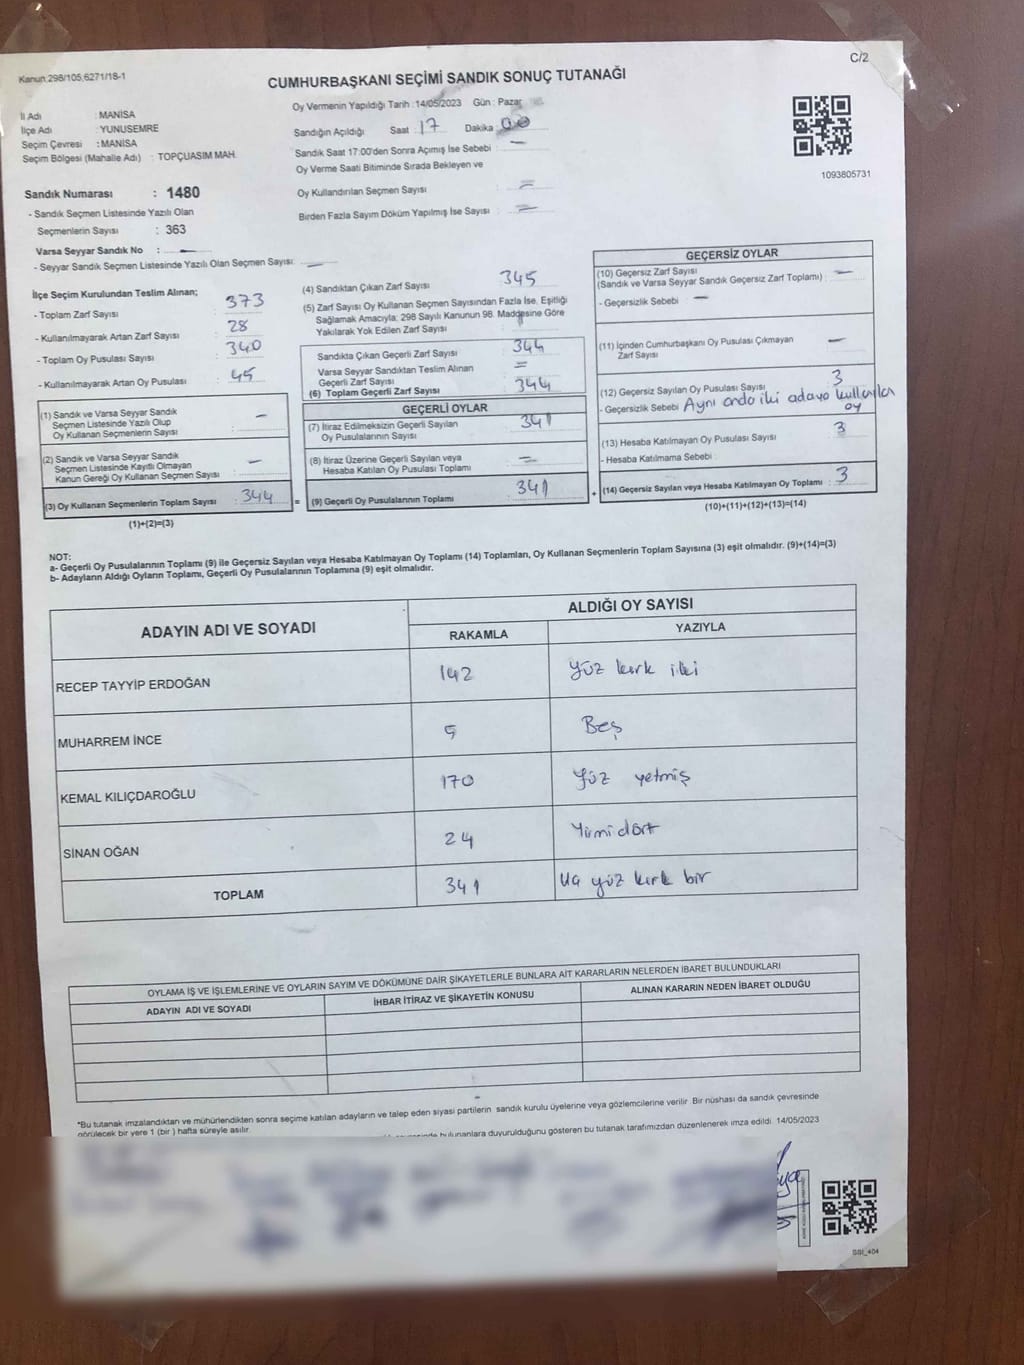 Kanun:298/105,6271/18-1
C/2
CUMHURBAŞKANI SEÇİMİ SANDIK SONUÇ TUTANAĞI
İl Adı : MANİSA
İlçe Adı : YUNUSEMRE
Seçim Çevresi : MANİSA
Seçim Bölgesi (Mahalle Adı) : TOPÇUASIM MAH.
Oy Vermenin Yapıldığı Tarih :14/05/2023 Gün : Pazar
Sandığın Açıldığı Saat : 17 Dakika : 00
Sandık Saat 17:00'den Sonra Açımış İse Sebebi : —
Oy Verme Saati Bitiminde Sırada Bekleyen ve
Oy Kullandırılan Seçmen Sayısı : =
Birden Fazla Sayım Döküm Yapılmış İse Sayısı : =
1093805731
Sandık Numarası : 1480
- Sandık Seçmen Listesinde Yazılı Olan
Seçmenlerin Sayısı : 363
Varsa Seyyar Sandık No : —
- Seyyar Sandık Seçmen Listesinde Yazılı Olan Seçmen Sayısı: —
İlçe Seçim Kurulundan Teslim Alınan;
- Toplam Zarf Sayısı : 373
- Kullanılmayarak Artan Zarf Sayısı : 28
- Toplam Oy Pusulası Sayısı : 340
- Kullanılmayarak Artan Oy Pusulası : 45
(1) Sandık ve Varsa Seyyar Sandık
Seçmen Listesinde Yazılı Olup
Oy Kullanan Seçmenlerin Sayısı : —
(2) Sandık ve Varsa Seyyar Sandık
Seçmen Listesinde Kayıtlı Olmayan
Kanun Gereği Oy Kullanan Seçmen Sayısı : —
(3) Oy Kullanan Seçmenlerin Toplam Sayısı : 344 =
(1)+(2)=(3)
(4) Sandıktan Çıkan Zarf Sayısı : 345
(5) Zarf Sayısı Oy Kullanan Seçmen Sayısından Fazla İse, Eşitliği
Sağlamak Amacıyla; 298 Sayılı Kanunun 98. Maddesine Göre
Yakılarak Yok Edilen Zarf Sayısı : 1
Sandıkta Çıkan Geçerli Zarf Sayısı : 344
Varsa Seyyar Sandıktan Teslim Alınan
Geçerli Zarf Sayısı : =
(6) Toplam Geçerli Zarf Sayısı : 344
GEÇERLİ OYLAR
(7) İtiraz Edilmeksizin Geçerli Sayılan
Oy Pusulalarının Sayısı : 341
(8) İtiraz Üzerine Geçerli Sayılan veya
Hesaba Katılan Oy Pusulası Toplamı : =
(9) Geçerli Oy Pusulalarının Toplamı : 341 +
GEÇERSİZ OYLAR
(10) Geçersiz Zarf Sayısı : —
(Sandık ve Varsa Seyyar Sandık Geçersiz Zarf Toplamı)
- Geçersizlik Sebebi : —
(11) İçinden Cumhurbaşkanı Oy Pusulası Çıkmayan
Zarf Sayısı : —
(12) Geçersiz Sayılan Oy Pusulası Sayısı : 3
- Geçersizlik Sebebi : Aynı anda iki adaya
oy
(13) Hesaba Katılmayan Oy Pusulası Sayısı : 3
- Hesaba Katılmama Sebebi :
(14) Geçersiz Sayılan veya Hesaba Katılmayan Oy Toplamı : 3
(10)+(11)+(12)+(13)=(14)
NOT:
a- Geçerli Oy Pusulalarının Toplamı (9) ile Geçersiz Sayılan veya Hesaba Katılmayan Oy Toplamı (14) Toplamları, Oy Kullanan Seçmenlerin Toplam Sayısına (3) eşit olmalıdır. (9)+(14)=(3)
b- Adayların Aldığı Oyların Toplamı, Geçerli Oy Pusulalarının Toplamına (9) eşit olmalıdır.
ADAYIN ADI VE SOYADI ALDIĞI OY SAYISI
RAKAMLA YAZIYLA
RECEP TAYYİP ERDOĞAN 142 Yüz kırk iki
MUHARREM İNCE 5 Beş
KEMAL KILIÇDAROĞLU 170 Yüz yetmiş
SİNAN OĞAN 24 Yirmi dört
TOPLAM 341 Üç yüz kırk bir
OYLAMA İŞ VE İŞLEMLERİNE VE OYLARIN SAYIM VE DÖKÜMÜNE DAİR ŞİKAYETLERLE BUNLARA AİT KARARLARIN NELERDEN İBARET BULUNDUKLARI
ADAYIN ADI VE SOYADI İHBAR İTİRAZ VE ŞİKAYETİN KONUSU ALINAN KARARIN NEDEN İBARET OLDUĞU
*Bu tutanak imzalandıktan ve mühürlendikten sonra seçime katılan adayların ve talep eden siyasi partilerin sandık kurulu üyelerine veya gözlemcilerine verilir. Bir nüshası da sandık çevresinde
görülecek bir yere 1 (bir) hafta süreyle asılır.
bulunanlara duyurulduğunu gösteren bu tutanak tarafımızdan düzenlenerek imza edildi. 14/05/2023
SSI_404